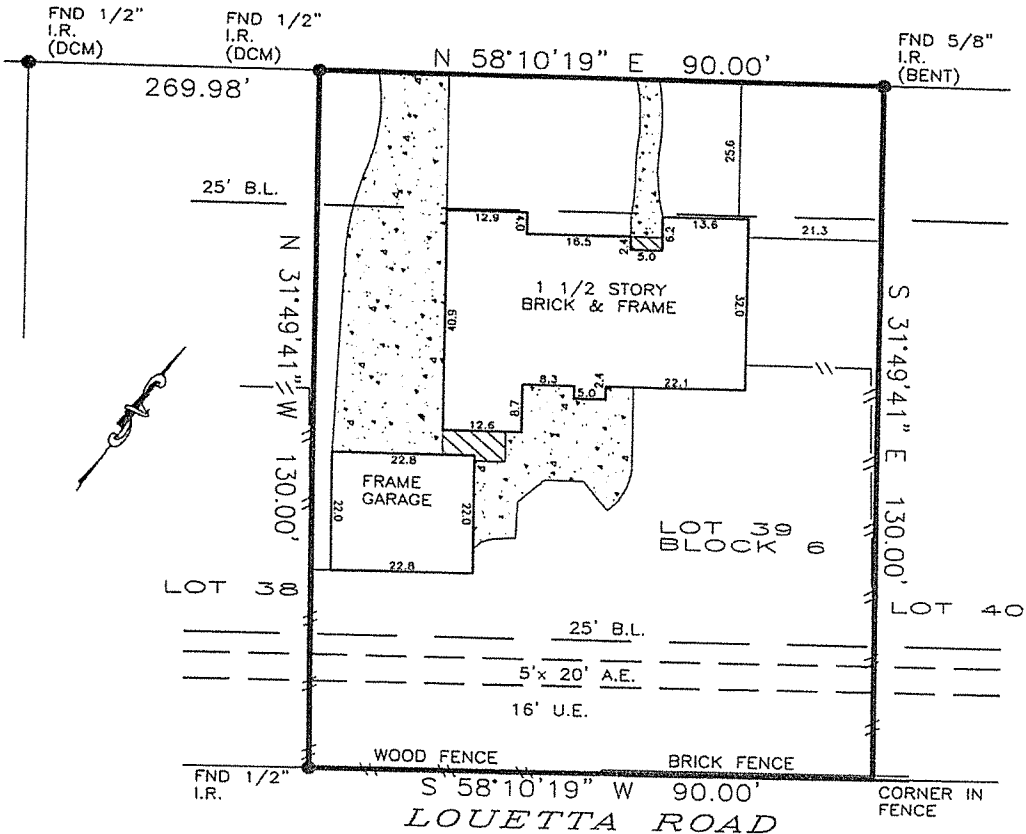 FND 1/2"
I.R.
(DCM)
FND 1/2"
I.R.
(DCM)
N 58°10'19" E 90.00'
FND 5/8"
I.R.
(BENT)
269.98'
25.6
25' B.L.
12.9
4.0
16.5
2.4
5.0
6.2
13.6
21.3
N 31°49'41" W 130.00'
1 1/2 STORY
BRICK & FRAME
40.9
32.0
S 31°49'41" E 130.00'
8.3
5.0
2.4
22.1
8.7
12.6
22.8
FRAME
GARAGE
22.0
22.0
22.8
LOT 39
BLOCK 6
LOT 38
LOT 40
25' B.L.
5'x 20' A.E.
16' U.E.
WOOD FENCE
BRICK FENCE
FND 1/2"
I.R.
S 58°10'19" W 90.00'
CORNER IN
FENCE
LOUETTA ROAD